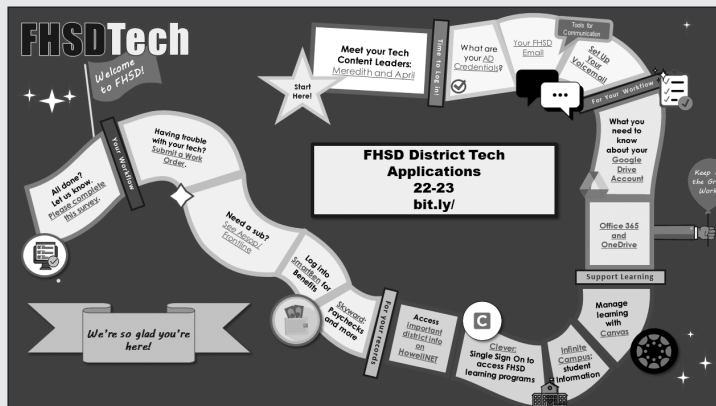 FHSDTech
Welcome
to FHSD!
Start
Here!
Meet your Tech
Content Leaders:
Meredith and April
Time to Log in!
What are
your AD
Credentials?
Your FHSD
Email
Tools for
Communication
Set Up
Your
Voicemail
For Your Workflow
What you
need to
know
about your
Google
Drive
Account
Keep
the Gr
Work
Office 365
and
OneDrive
Support Learning
Manage
learning
with
Canvas
Infinite
Campus:
student
information
C
Clever:
Single Sign On to
access FHSD
learning programs
Access
important
district info
on
HowellNET
For your records
Skyward:
Paychecks
and more
Log into
SmartBen for
Benefits
Need a sub?
See Aesop/
Frontline
Having trouble
with your tech?
Submit a Work
Order.
Your Workflow
All done?
Let us know.
Please complete
this survey.
FHSD District Tech
Applications
22-23
bit.ly/
We're so glad you're
here!